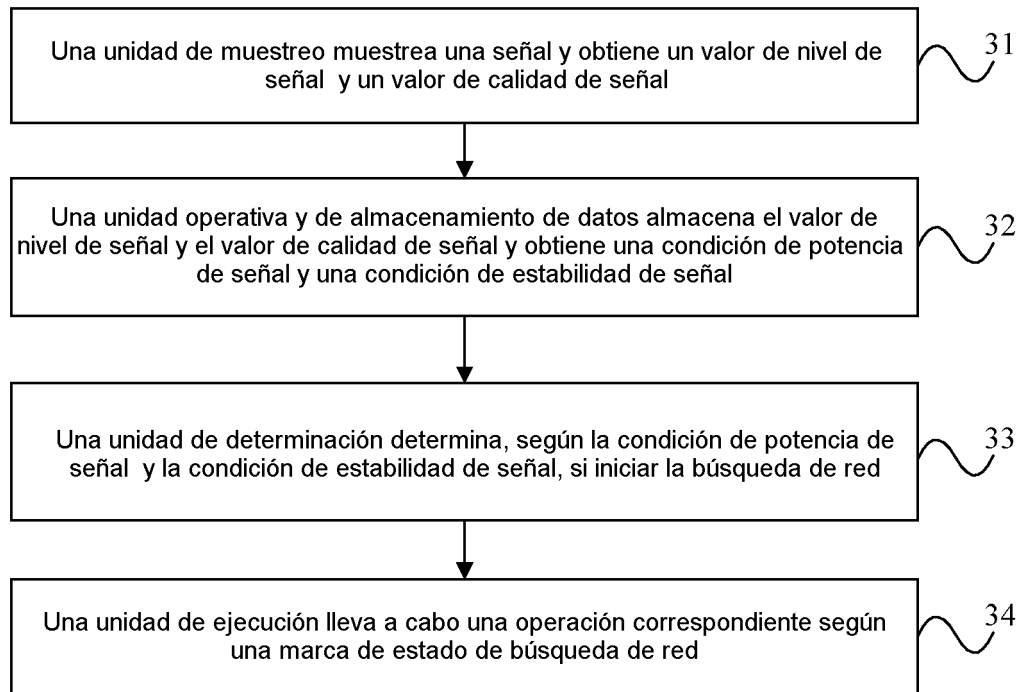 Una unidad de muestreo muestrea una señal y obtiene un valor de nivel de
señal y un valor de calidad de señal
31
Una unidad operativa y de almacenamiento de datos almacena el valor de
nivel de señal y el valor de calidad de señal y obtiene una condición de potencia
de señal y una condición de estabilidad de señal
32
Una unidad de determinación determina, según la condición de potencia de
señal y la condición de estabilidad de señal, si iniciar la búsqueda de red
33
Una unidad de ejecución lleva a cabo una operación correspondiente según
una marca de estado de búsqueda de red
34